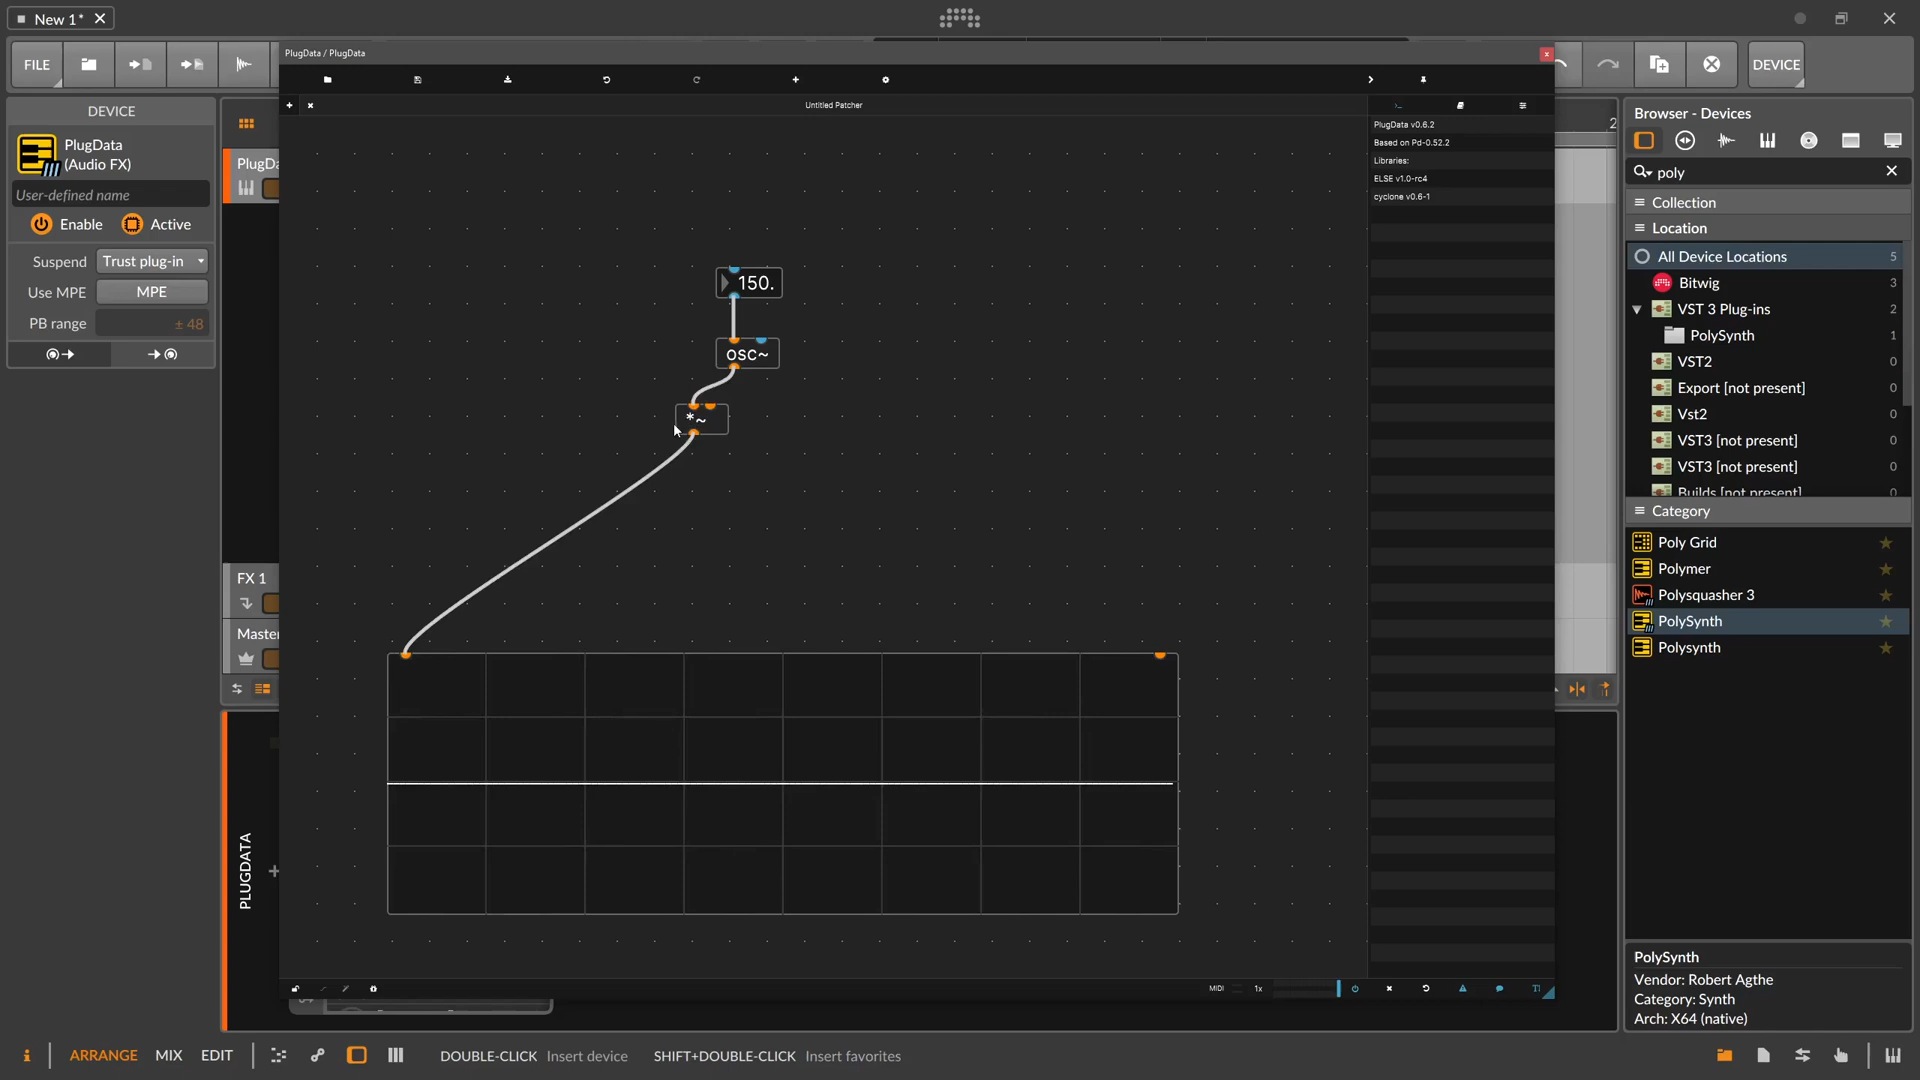 New 1*
FILE
PlugData / PlugData
DEVICE
DEVICE
PlugData
(Audio FX)
User-defined name
Enable
Active
Suspend
Trust plug-in
Use MPE
MPE
PB range
± 48
PlugDa
FX 1
Master
PLUGDATA
Untitled Patcher
150.
osc~
*~
PlugData v0.6.2
Based on Pd-0.52.2
Libraries:
ELSE v1.0-rc4
cyclone v0.6-1
MIDI
1x
2
Browser - Devices
poly
Collection
Location
All Device Locations 5
Bitwig 3
VST 3 Plug-ins 2
PolySynth 1
VST2 0
Export [not present] 0
Vst2 0
VST3 [not present] 0
VST3 [not present] 0
Builds [not present] 0
Category
Poly Grid
Polymer
Polysquasher 3
PolySynth
Polysynth
PolySynth
Vendor: Robert Agthe
Category: Synth
Arch: X64 (native)
ARRANGE
MIX
EDIT
DOUBLE-CLICK Insert device
SHIFT+DOUBLE-CLICK Insert favorites